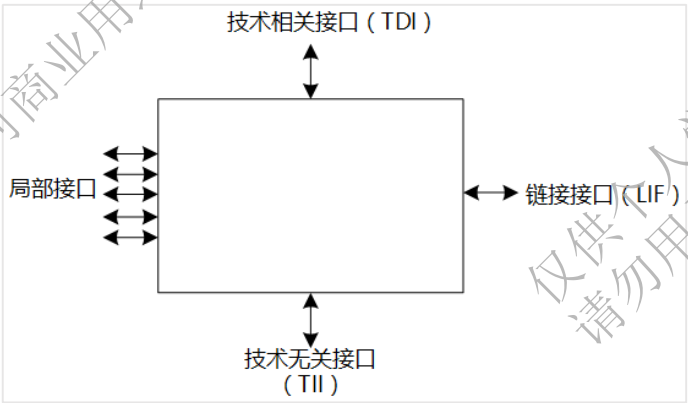 技术相关接口（TDI）
局部接口
链接接口（LIF）
技术无关接口
（TII）
仅供个人
请勿用
商业用